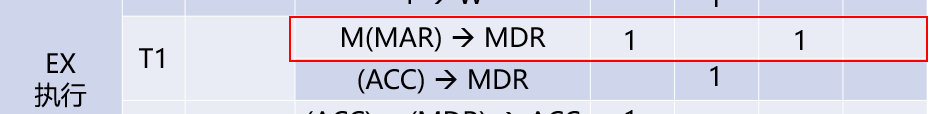 M(MAR) → MDR 1 1
EX
执行
T1
(ACC) → MDR 1